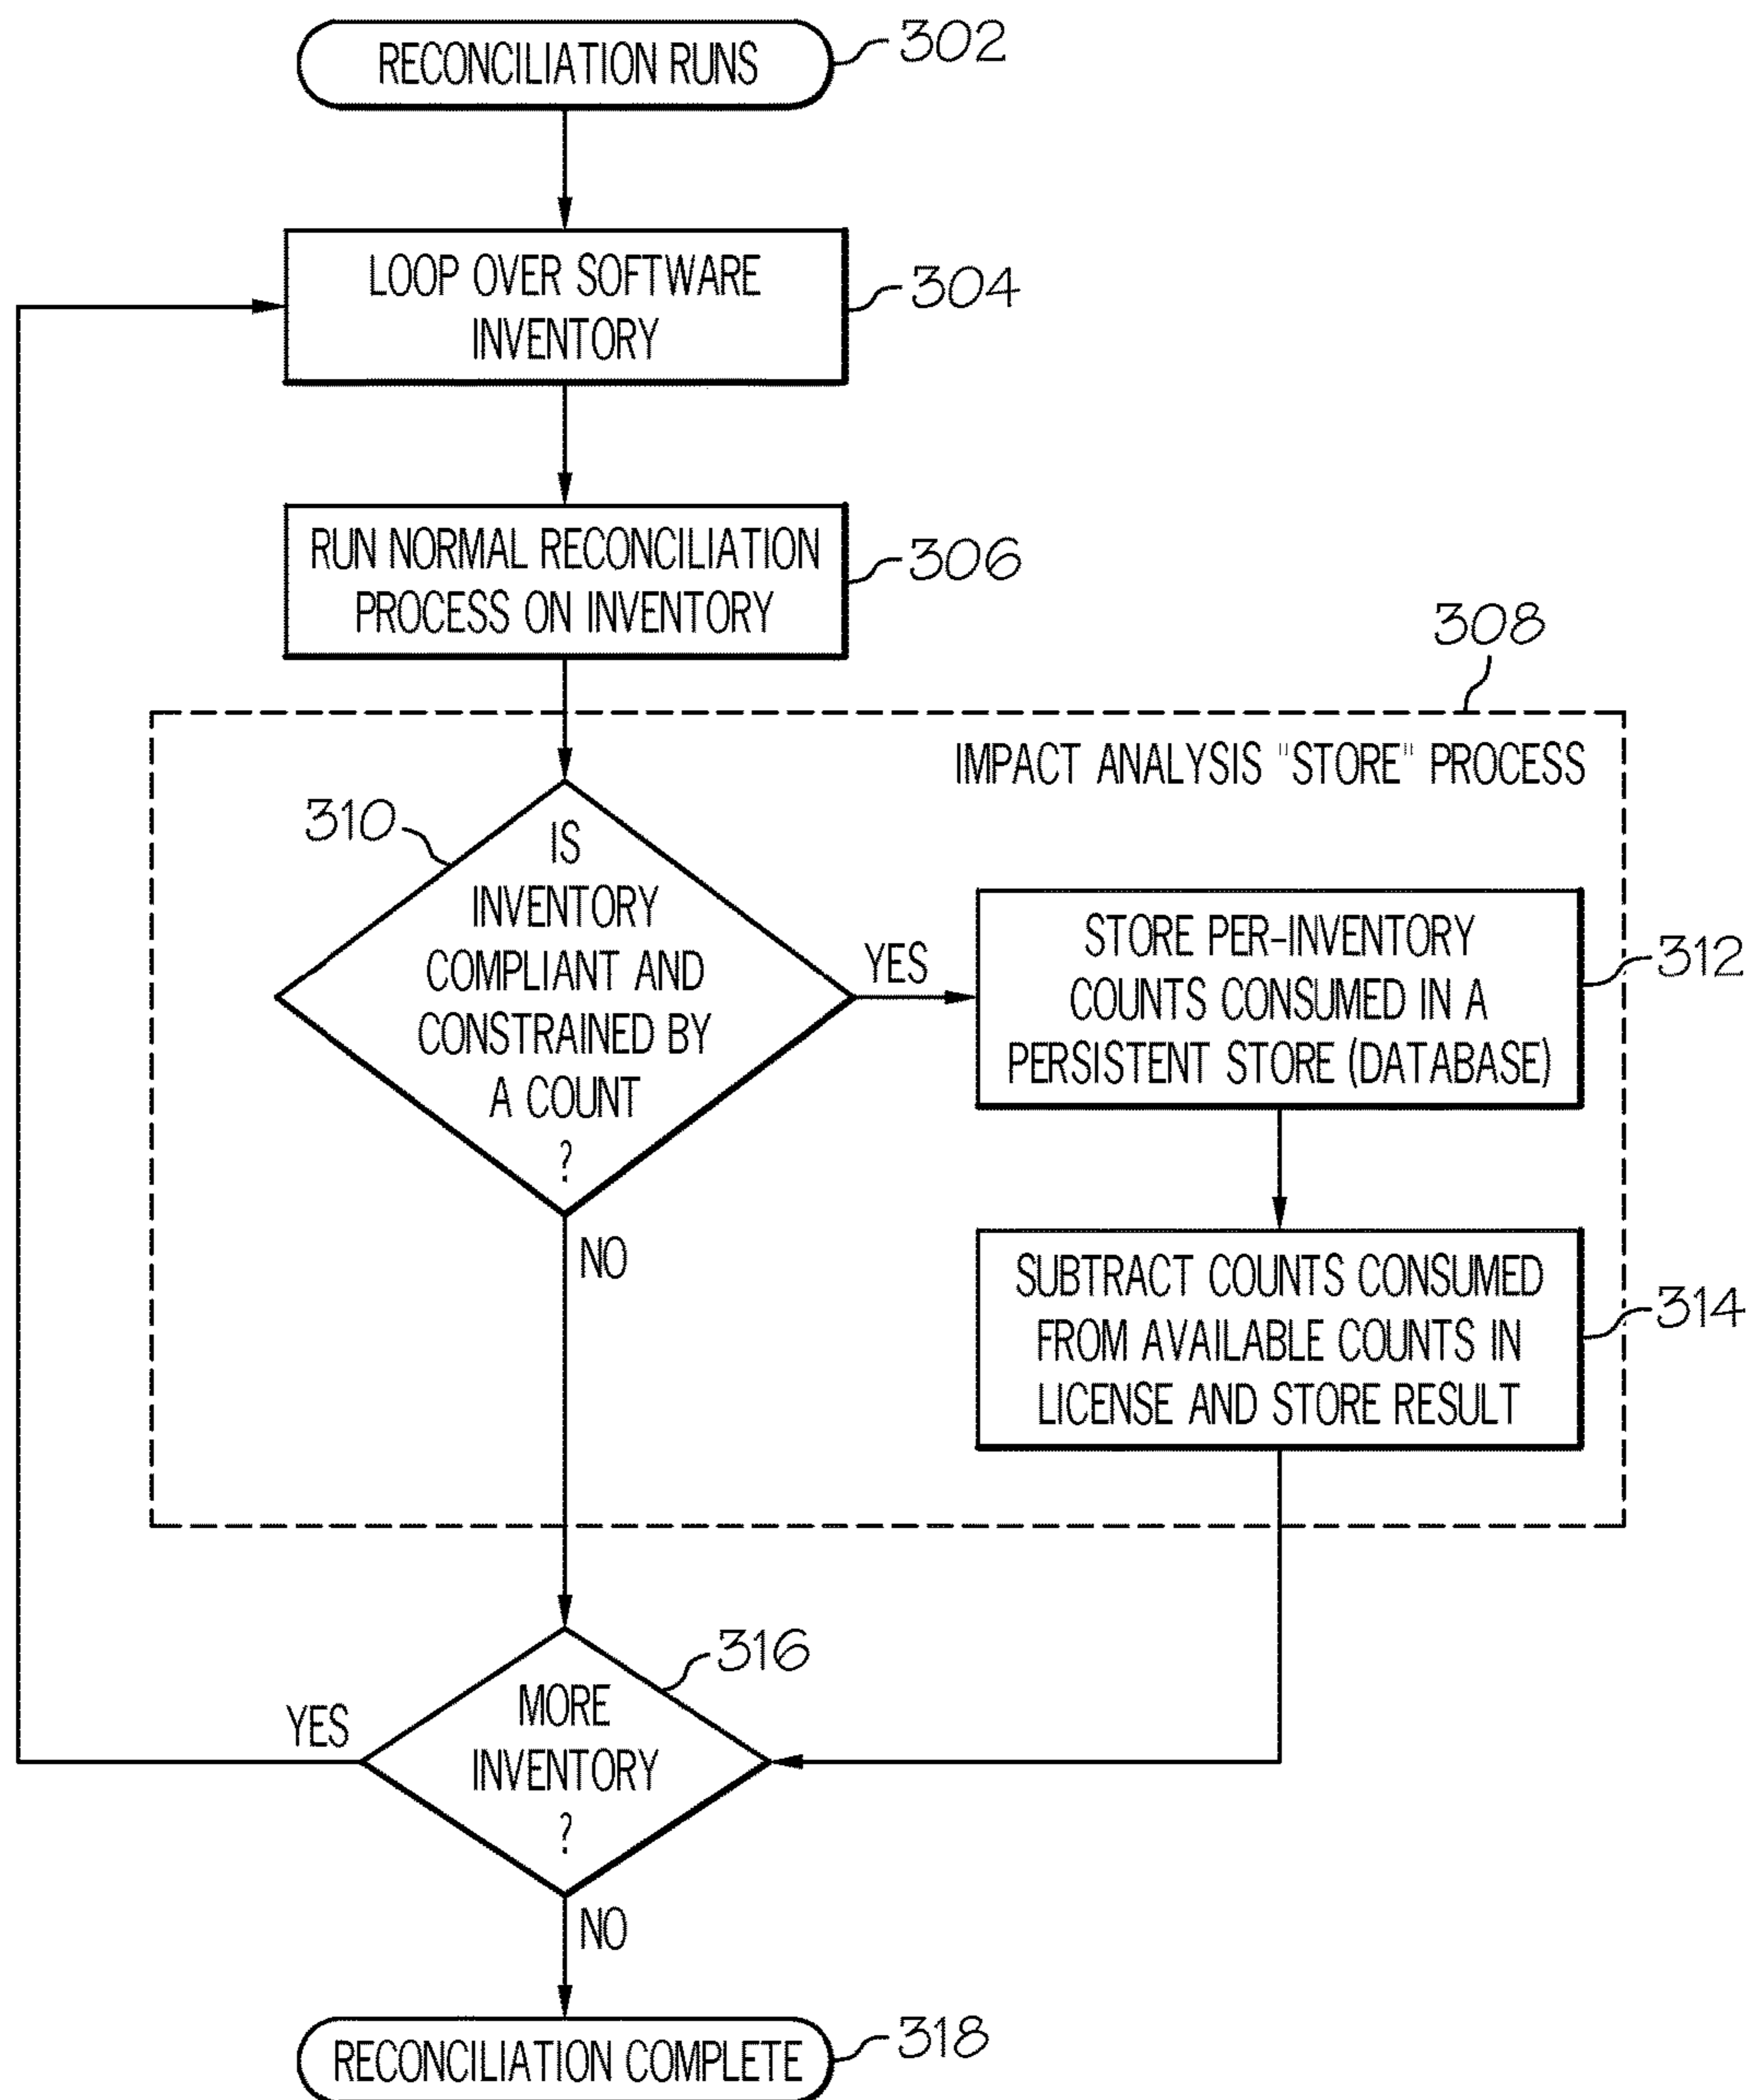 RECONCILIATION RUNS
302
LOOP OVER SOFTWARE
INVENTORY
304
RUN NORMAL RECONCILIATION
PROCESS ON INVENTORY
306
308
IMPACT ANALYSIS "STORE" PROCESS
310
IS
INVENTORY
COMPLIANT AND
CONSTRAINED BY
A COUNT
?
YES
STORE PER-INVENTORY
COUNTS CONSUMED IN A
PERSISTENT STORE (DATABASE)
312
NO
SUBTRACT COUNTS CONSUMED
FROM AVAILABLE COUNTS IN
LICENSE AND STORE RESULT
314
316
YES
MORE
INVENTORY
?
NO
RECONCILIATION COMPLETE
318